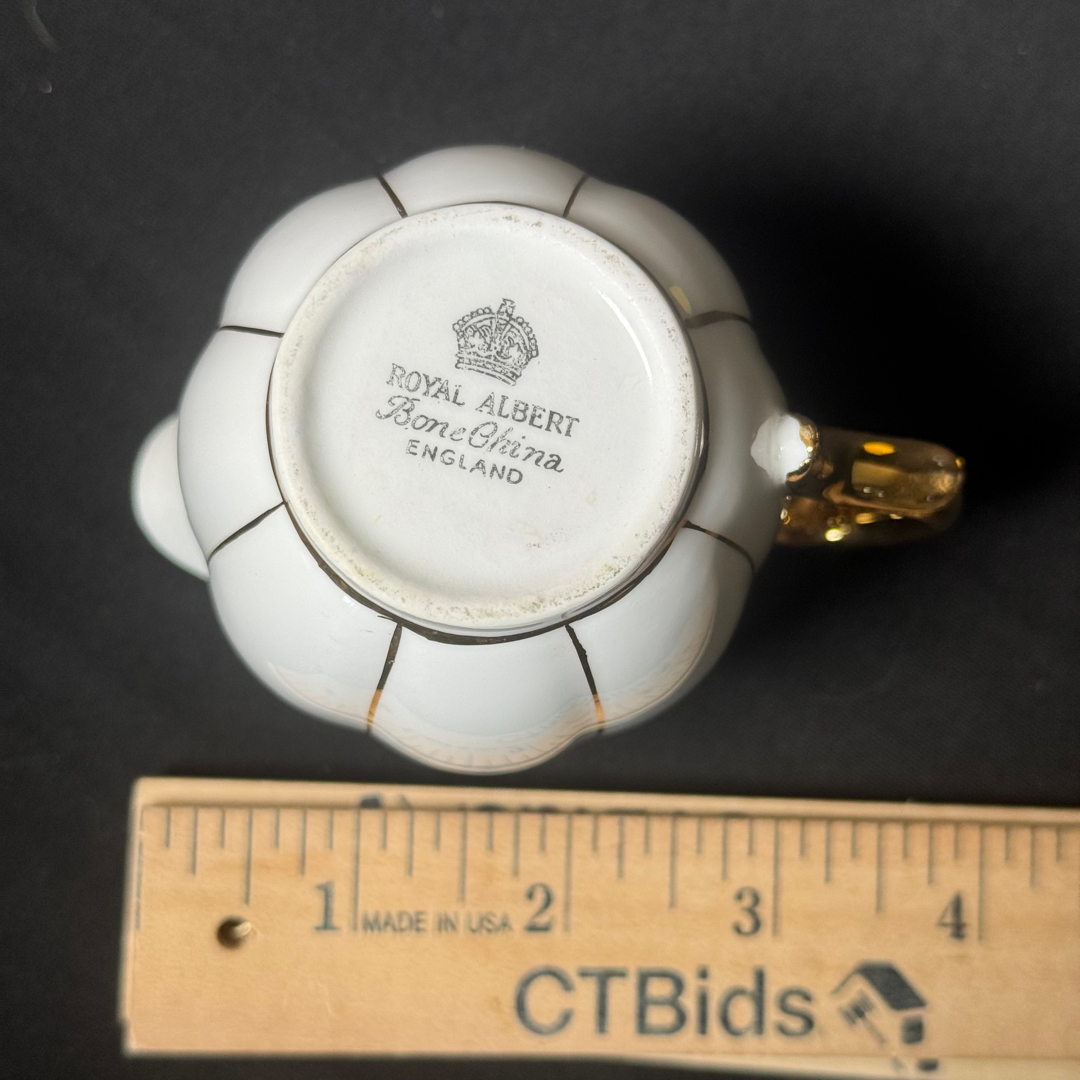 ROYAL ALBERT
Bone China
ENGLAND
1 2 3 4
MADE IN USA
CTBids